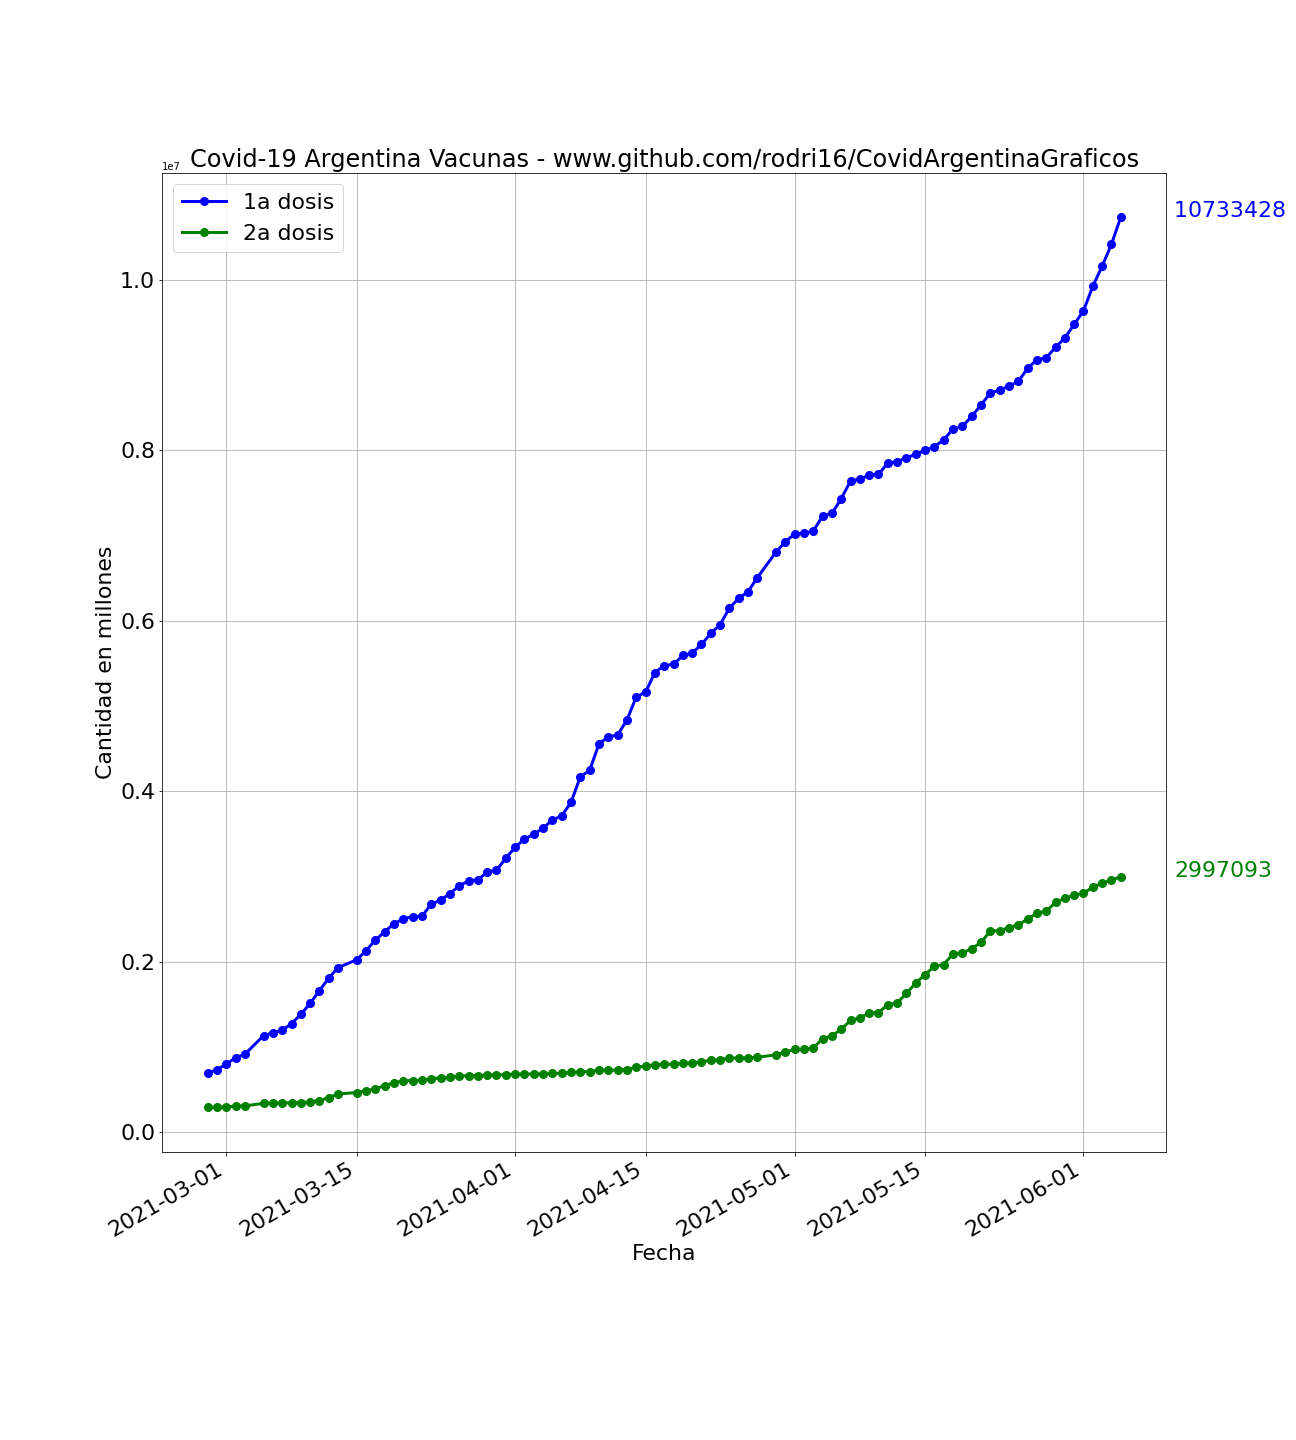 Covid-19 Argentina Vacunas - www.github.com/rodri16/CovidArgentinaGraficos
1e7
1a dosis
2a dosis
10733428
2997093
1.0
0.8
0.6
0.4
0.2
0.0
Cantidad en millones
2021-03-01
2021-03-15
2021-04-01
2021-04-15
2021-05-01
2021-05-15
2021-06-01
Fecha